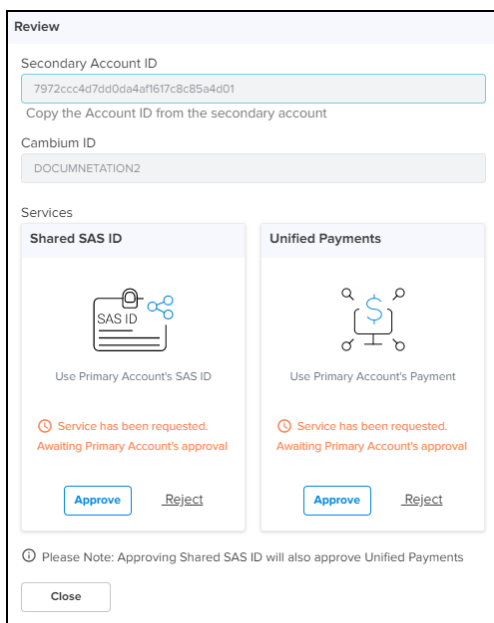 Review
Secondary Account ID
7972ccc4d7dd0da4af1617c8c85a4d01
Copy the Account ID from the secondary account
Cambium ID
DOCUMNETATION2
Services
Shared SAS ID
SAS ID
Use Primary Account's SAS ID
Service has been requested.
Awaiting Primary Account's approval
Approve
Reject
Unified Payments
$
Use Primary Account's Payment
Service has been requested.
Awaiting Primary Account's approval
Approve
Reject
Please Note: Approving Shared SAS ID will also approve Unified Payments
Close